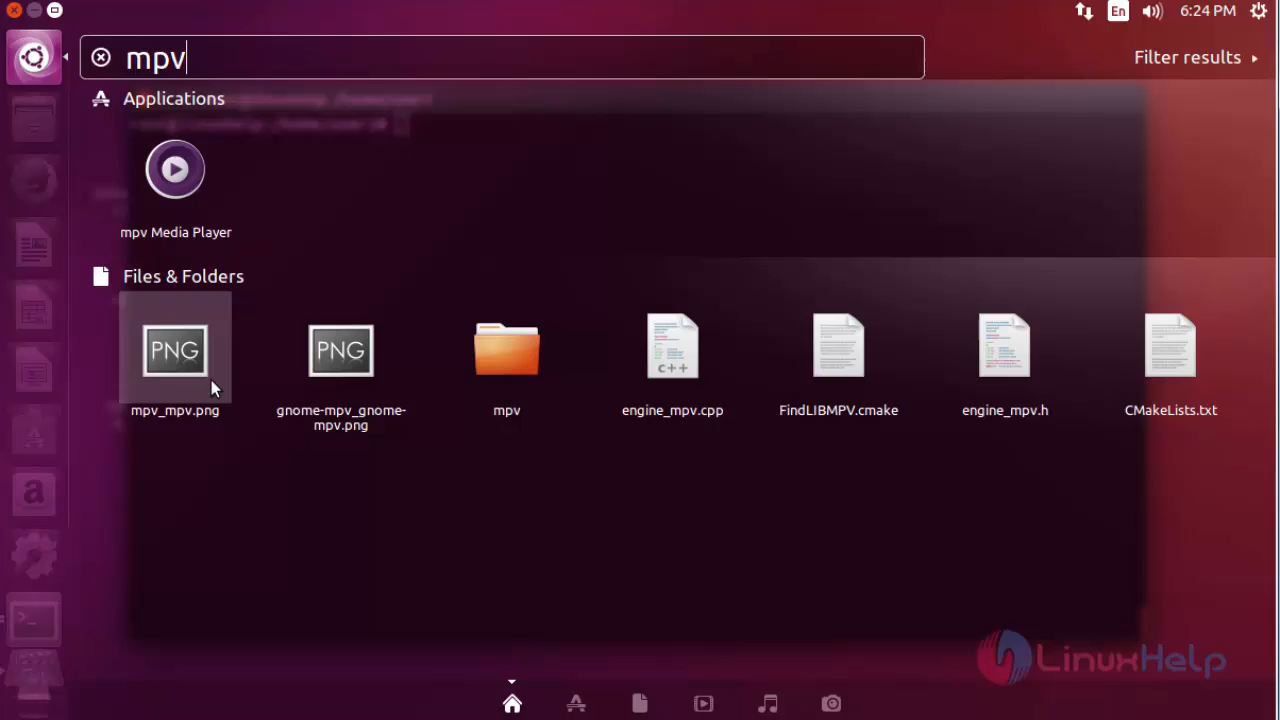 En
6:24 PM
mpv
Filter results
Applications
mpv Media Player
Files & Folders
PNG
PNG
C++
mpv_mpv.png
gnome-mpv_gnome-
mpv.png
mpv
engine_mpv.cpp
FindLIBMPV.cmake
engine_mpv.h
CMakeLists.txt
LinuxHelp